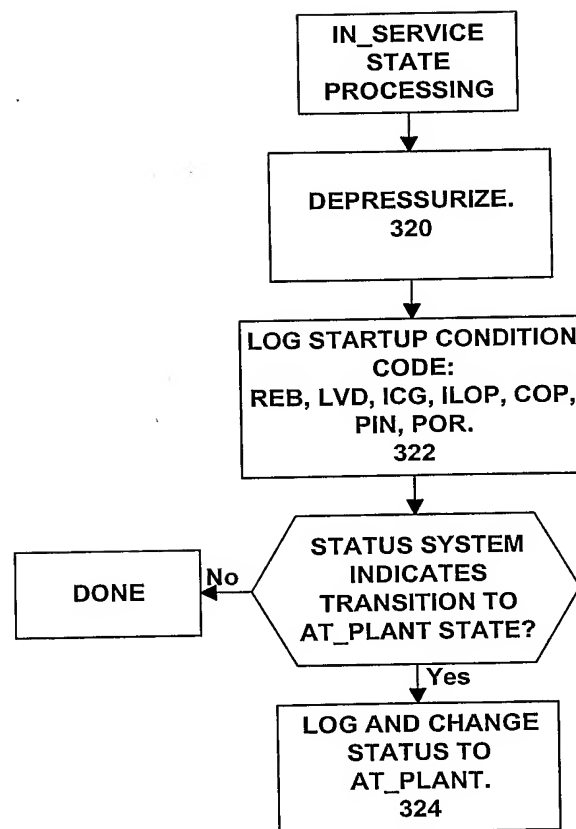 IN_SERVICE
STATE
PROCESSING
DEPRESSURIZE.
320
LOG STARTUP CONDITION
CODE:
REB, LVD, ICG, ILOP, COP,
PIN, POR.
322
STATUS SYSTEM
INDICATES
TRANSITION TO
AT_PLANT STATE?
No
DONE
Yes
LOG AND CHANGE
STATUS TO
AT_PLANT.
324